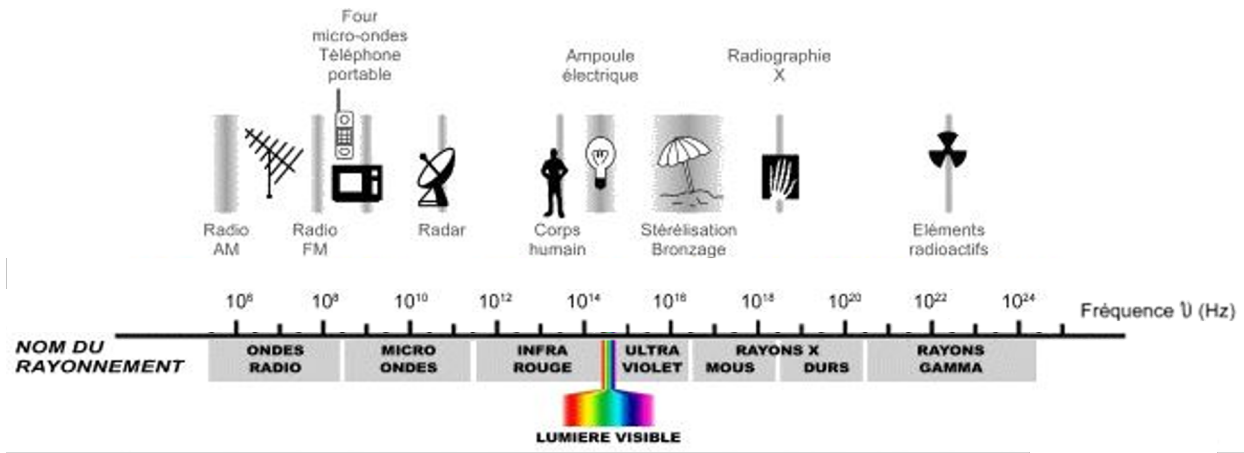 Four
micro-ondes
Tèléphone
portable
Ampoule
électrique
Radiographie
X
Radio
AM
Radio
FM
Radar
Corps
humain
Stérélisation
Bronzage
Eléments
radioactifs
10⁶ 10⁸ 10¹⁰ 10¹² 10¹⁴ 10¹⁶ 10¹⁸ 10²⁰ 10²² 10²⁴
Fréquence υ (Hz)
NOM DU
RAYONNEMENT
ONDES
RADIO
MICRO
ONDES
INFRA
ROUGE
ULTRA
VIOLET
RAYONS X
MOUS DURS
RAYONS
GAMMA
LUMIERE VISIBLE